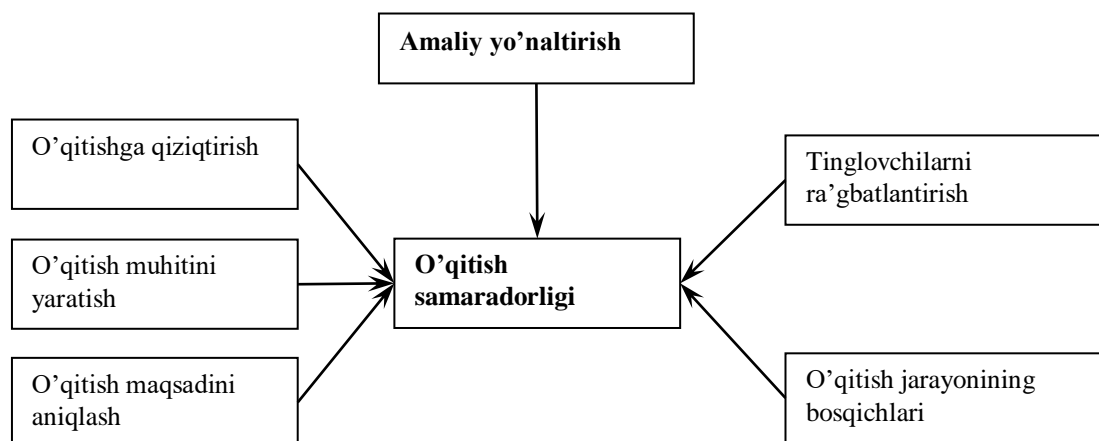 Amaliy yo’naltirish
O’qitishga qiziqtirish
O’qitish muhitini
yaratish
O’qitish maqsadini
aniqlash
O’qitish
samaradorligi
Tinglovchilarni
ra’gbatlantirish
O’qitish jarayonining
bosqichlari